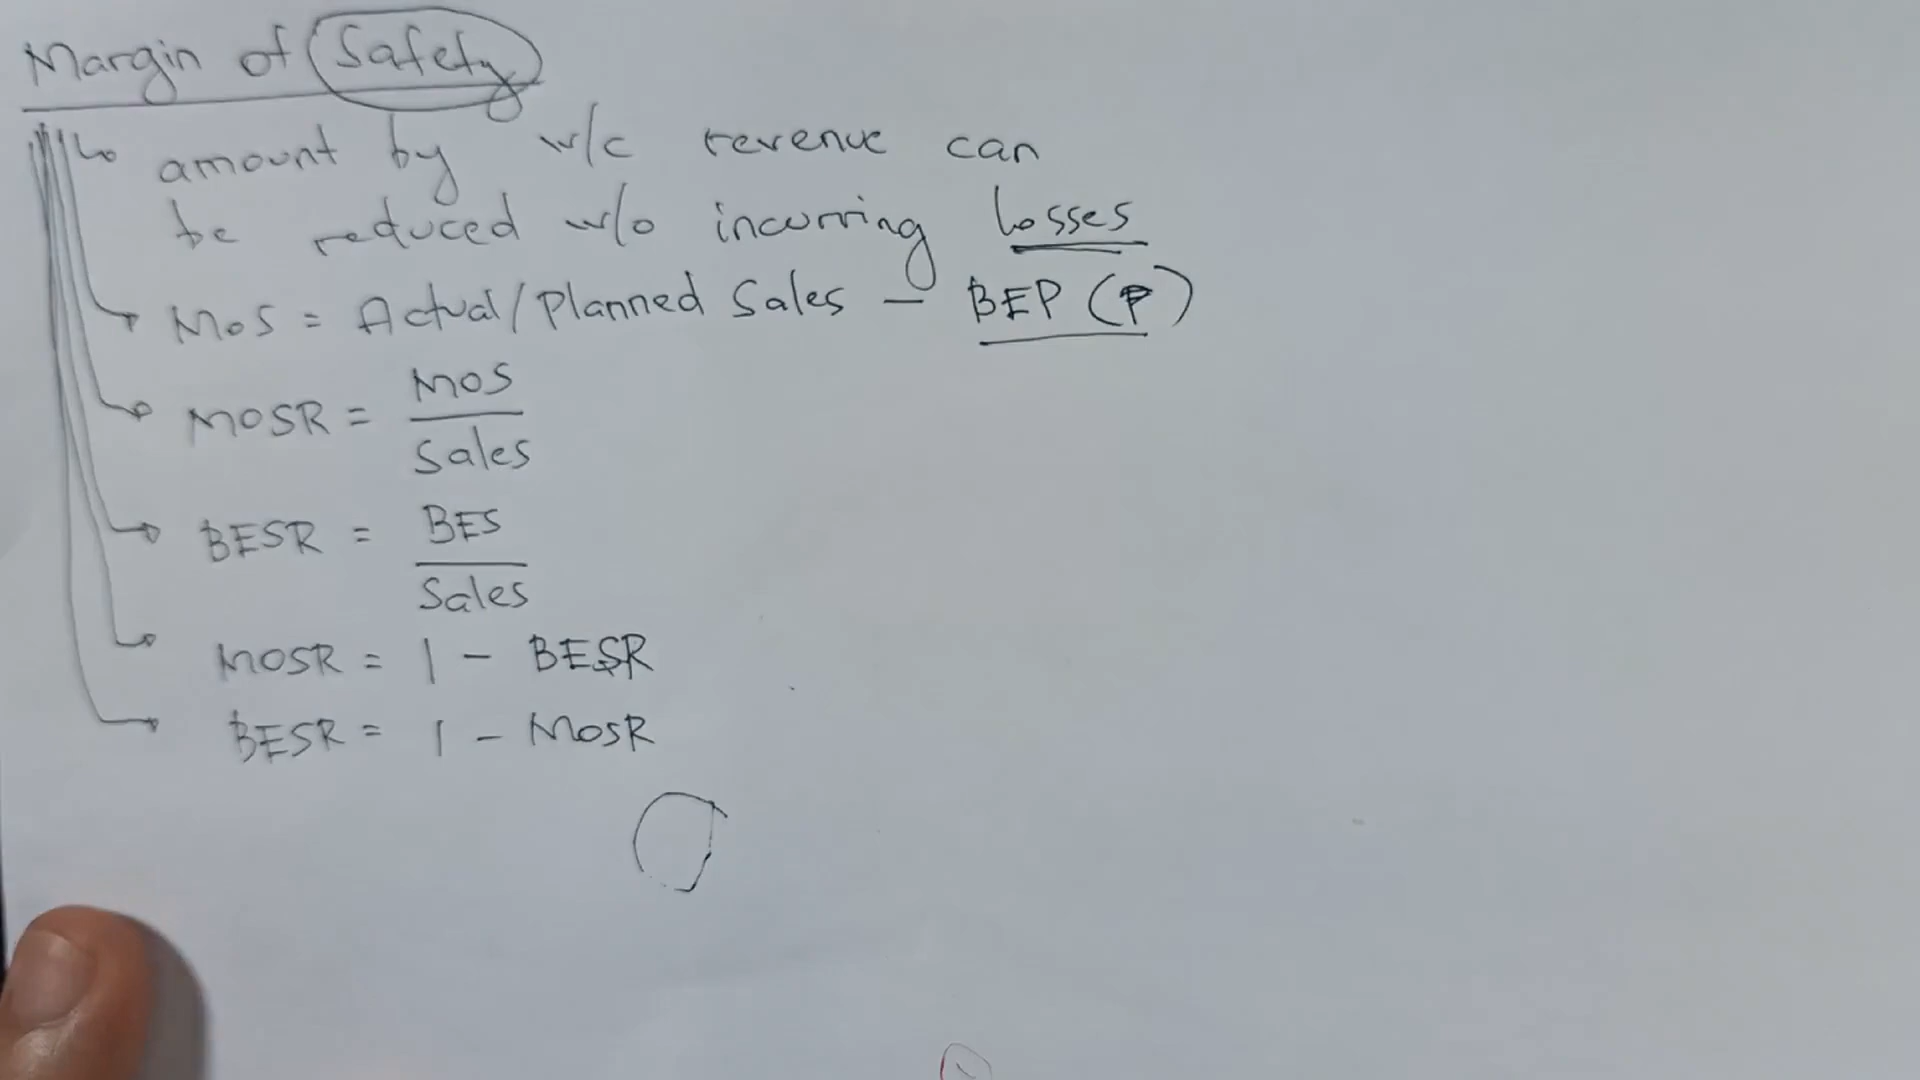 Margin of Safety
amount by w/c revenue can
be reduced w/o incurring losses
MOS = Actual/Planned Sales - BEP (₱)
MOSR = MOS
Sales
BESR = BES
Sales
MOSR = 1 - BESR
BESR = 1 - MOSR